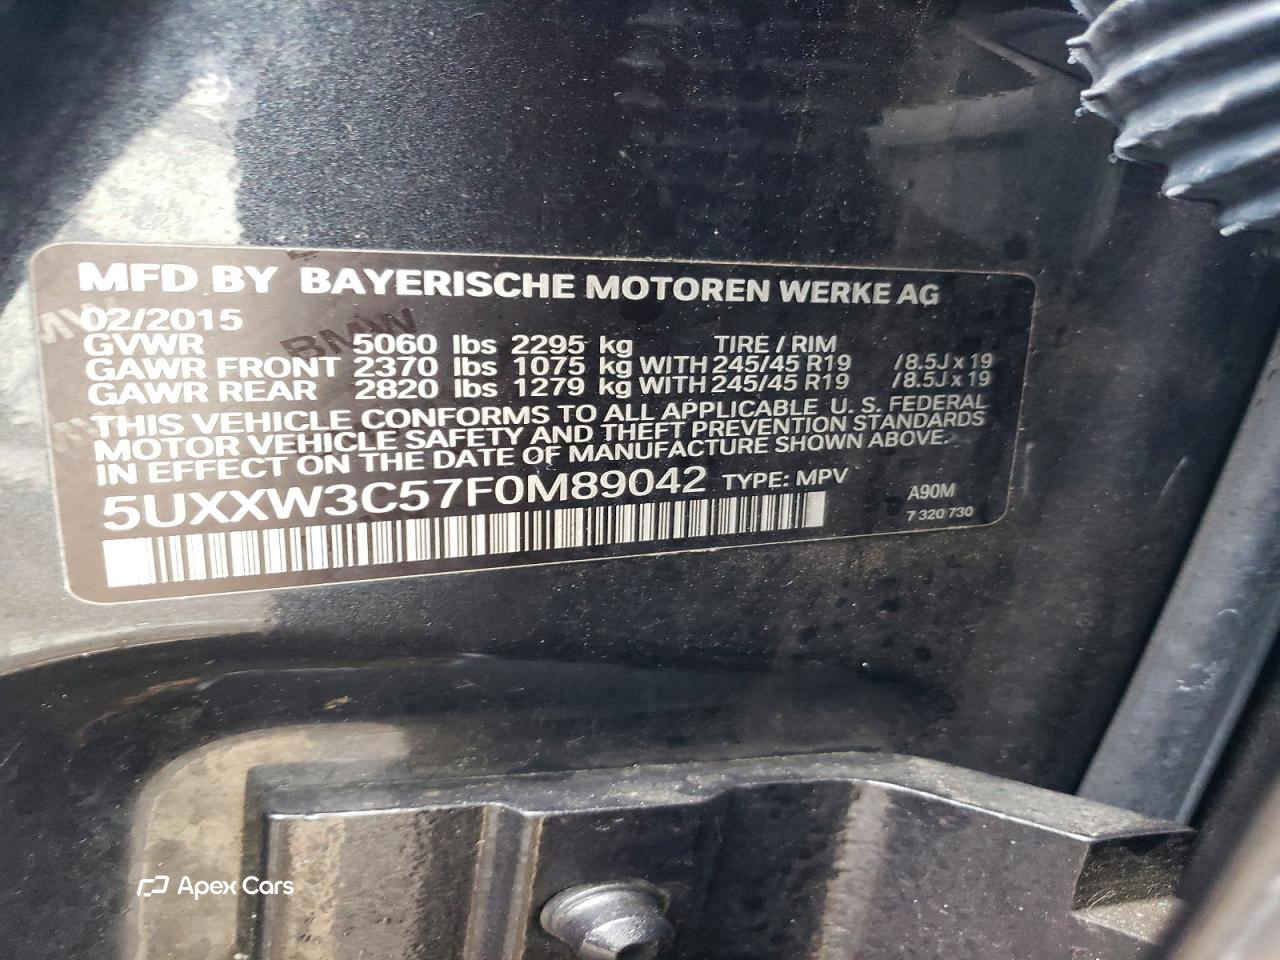 MFD BY BAYERISCHE MOTOREN WERKE AG
02/2015
BMW
GVWR 5060 lbs 2295 kg TIRE / RIM
GAWR FRONT 2370 lbs 1075 kg WITH 245/45 R19 /8.5J x 19
GAWR REAR 2820 lbs 1279 kg WITH 245/45 R19 /8.5J x 19
THIS VEHICLE CONFORMS TO ALL APPLICABLE U. S. FEDERAL
MOTOR VEHICLE SAFETY AND THEFT PREVENTION STANDARDS
IN EFFECT ON THE DATE OF MANUFACTURE SHOWN ABOVE.
5UXXW3C57F0M89042 TYPE: MPV
A90M
7 320 730
Apex Cars